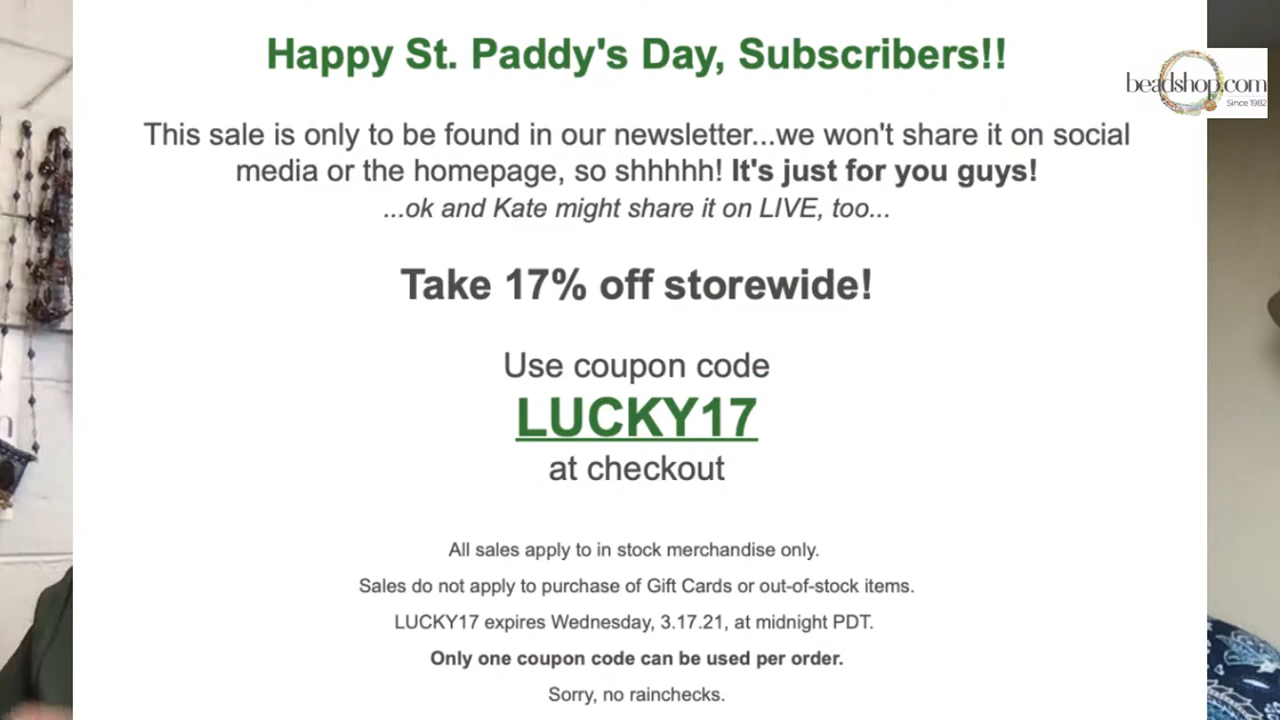 Happy St. Paddy's Day, Subscribers!!
beadshop.com
Since 1982
This sale is only to be found in our newsletter...we won't share it on social
media or the homepage, so shhhhh! It's just for you guys!
...ok and Kate might share it on LIVE, too...
Take 17% off storewide!
Use coupon code
LUCKY17
at checkout
All sales apply to in stock merchandise only.
Sales do not apply to purchase of Gift Cards or out-of-stock items.
LUCKY17 expires Wednesday, 3.17.21, at midnight PDT.
Only one coupon code can be used per order.
Sorry, no rainchecks.